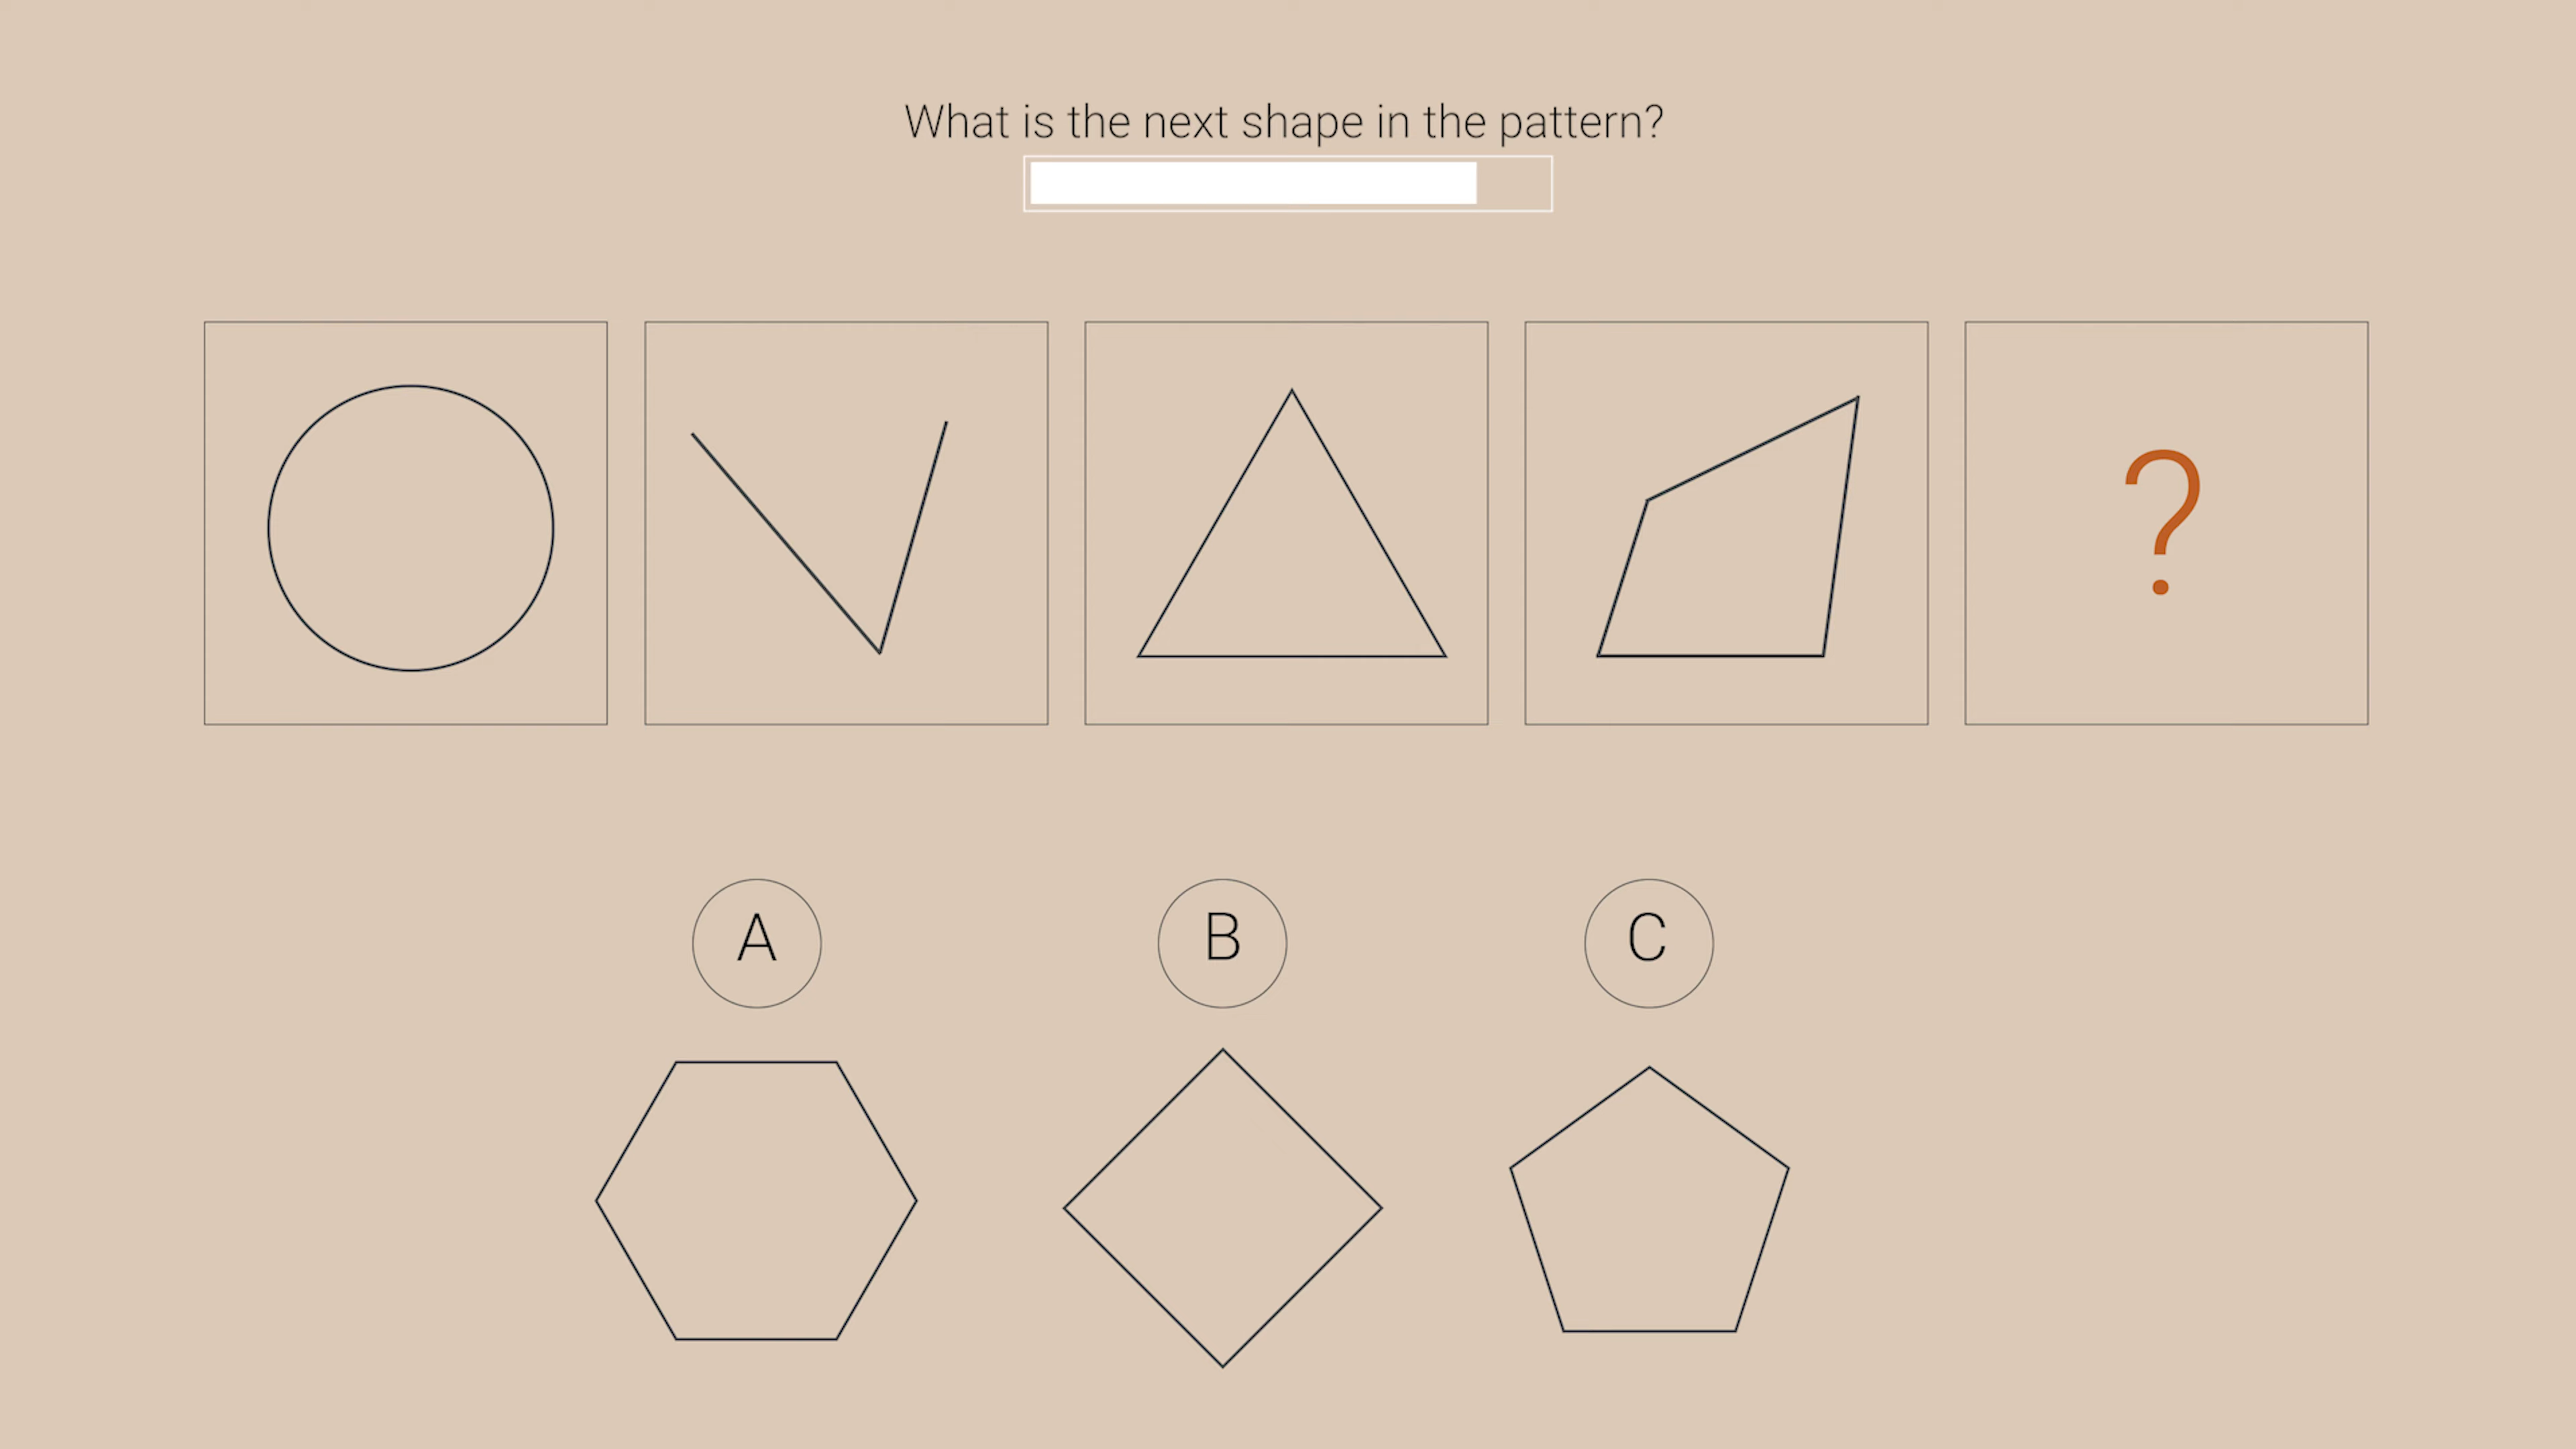 What is the next shape in the pattern?
?
A B C